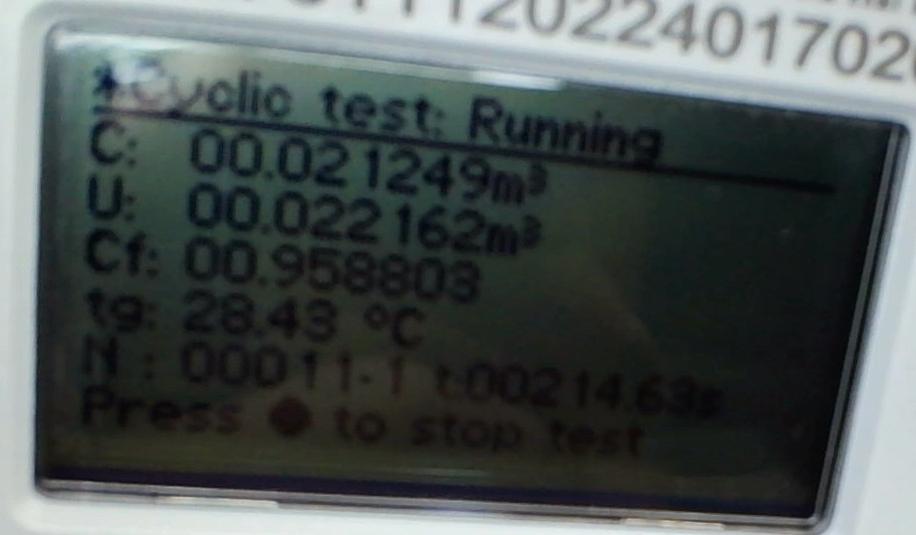 1120224017020
*Cyclic test: Running
C: 00.021249m³
U: 00.022162m³
Cf: 00.958803
tg: 28.43 °C
N : 00011-1 t:00214.63s
Press ● to stop test